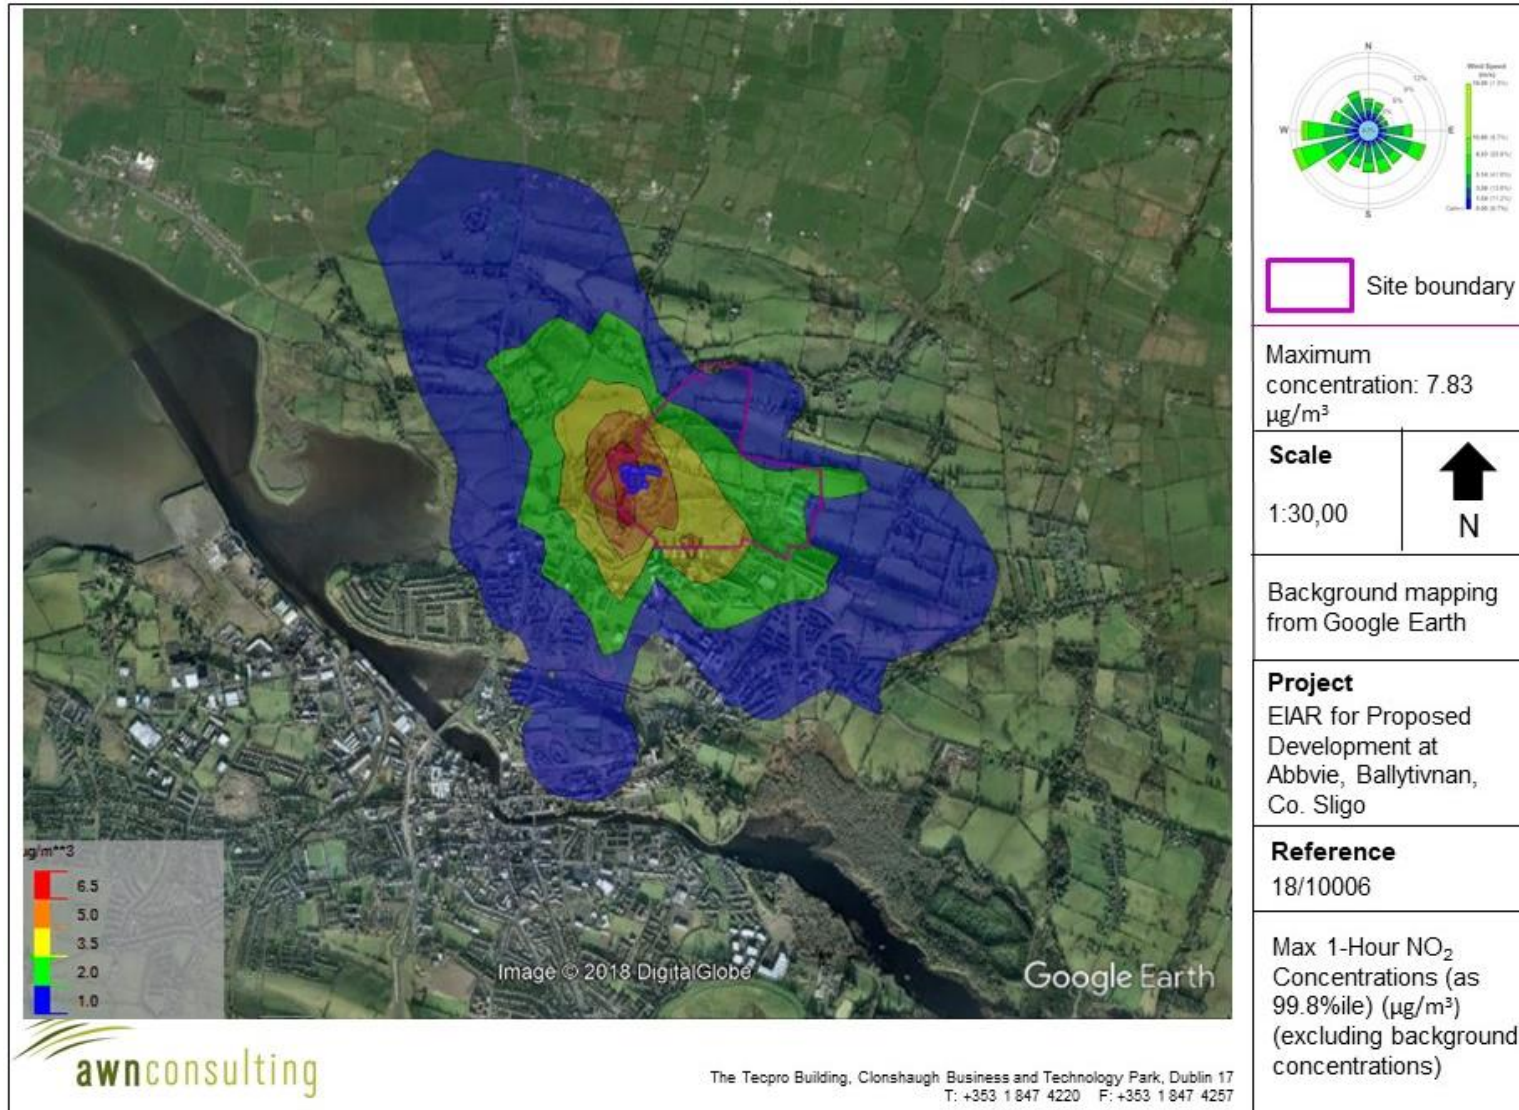 N
W
E
S
12%
Wind Speed
Site boundary
Maximum
concentration: 7.83
µg/m³
Scale
1:30,00
N
Background mapping
from Google Earth
Project
EIAR for Proposed
Development at
Abbvie, Ballytivnan,
Co. Sligo
Reference
18/10006
Max 1-Hour NO₂
Concentrations (as
99.8%ile) (µg/m³)
(excluding background
concentrations)
ug/m**3
6.5
5.0
3.5
2.0
1.0
Image © 2018 DigitalGlobe
Google Earth
awnconsulting
The Tecpro Building, Clonshaugh Business and Technology Park, Dublin 17
T: +353 1 847 4220 F: +353 1 847 4257